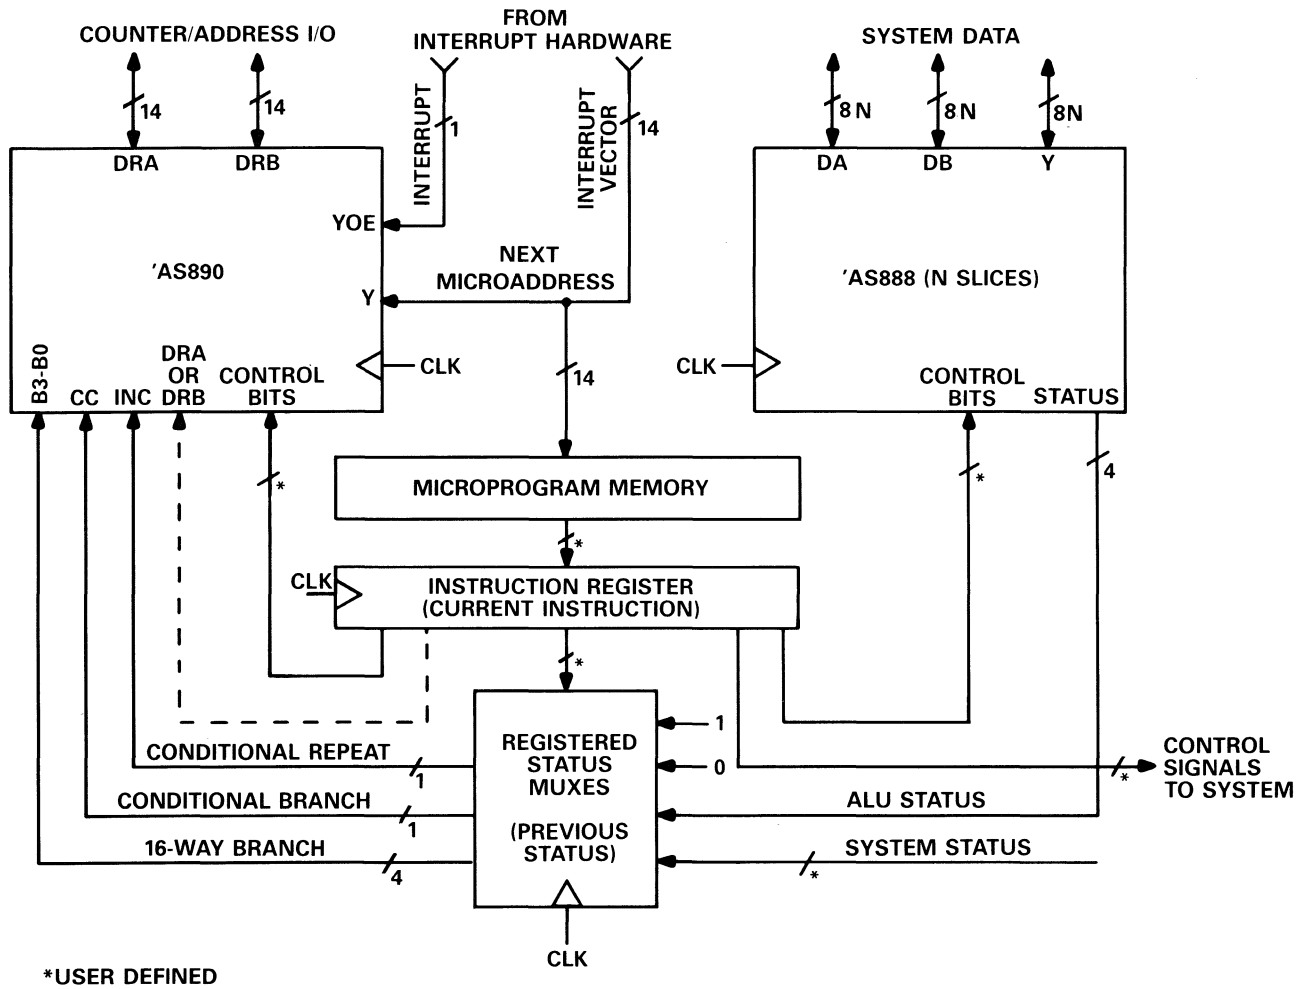 COUNTER/ADDRESS I/O
FROM
INTERRUPT HARDWARE
SYSTEM DATA
14
14
INTERRUPT
1
INTERRUPT
VECTOR
14
8N
8N
8N
DRA
DRB
YOE
'AS890
Y
NEXT
MICROADDRESS
DA
DB
Y
'AS888 (N SLICES)
CLK
CLK
B3-B0
CC
INC
DRA
OR
DRB
CONTROL
BITS
14
CONTROL
BITS
STATUS
*
*
4
MICROPROGRAM MEMORY
*
CLK
INSTRUCTION REGISTER
(CURRENT INSTRUCTION)
*
REGISTERED
STATUS
MUXES
(PREVIOUS
STATUS)
1
0
CONDITIONAL REPEAT
1
CONDITIONAL BRANCH
1
16-WAY BRANCH
4
*
CONTROL
SIGNALS
TO SYSTEM
ALU STATUS
SYSTEM STATUS
*
CLK
*USER DEFINED